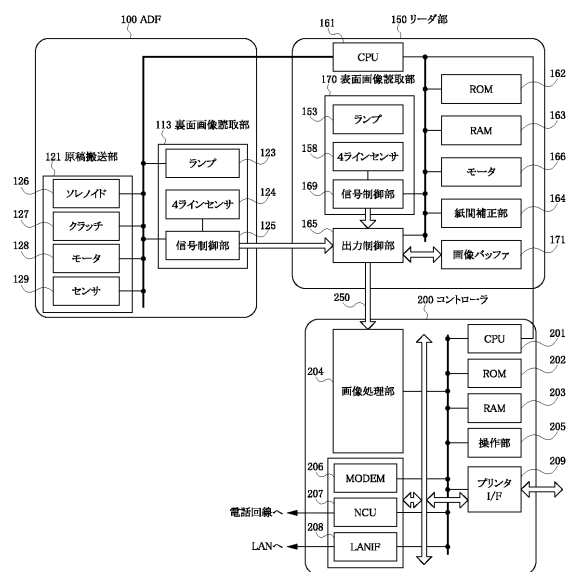 100 ADF
161
150 リーダ部
CPU
170 表面画像読取部
162
ROM
153
ランプ
163
RAM
113 裏面画像読取部
158
4ラインセンサ
166
モータ
123
ランプ
121 原稿搬送部
169
信号制御部
164
紙間補正部
126
ソレノイド
124
4ラインセンサ
127
クラッチ
165
出力制御部
171
画像バッファ
125
信号制御部
128
モータ
129
センサ
250
200 コントローラ
CPU
201
204
画像処理部
ROM
202
RAM
203
操作部
205
206
MODEM
プリンタ
I/F
209
207
NCU
電話回線へ
208
LANIF
LANへ